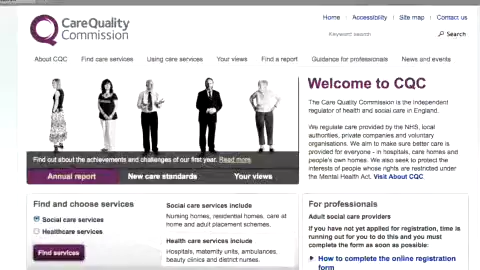 CareQuality
Commission
Home
Accessibility
Site map
Contact us
Keyword search
Search
About CQC
Find care services
Using care services
Your views
Find a report
Guidance for professionals
News and events
Welcome to CQC
The Care Quality Commission is the independent
regulator of health and social care in England.
We regulate care provided by the NHS, local
authorities, private companies and voluntary
organisations. We aim to make sure better care is
provided for everyone - in hospitals, care homes and
people's own homes. We also seek to protect the
interests of people whose rights are restricted under
the Mental Health Act. Visit About CQC
Find out about the achievements and challenges of our first year. Read more
Annual report
New care standards
Your views
Find and choose services
Social care services
Healthcare services
Find services
Social care services include
Nursing homes, residential homes, care at
home and adult placement schemes.
Health care services include
Hospitals, maternity units, ambulances,
beauty clinics and district nurses.
For professionals
Adult social care providers
If you have not yet applied for registration, time is
running out for you to do this and you must
complete the form as soon as possible:
How to complete the online registration
form